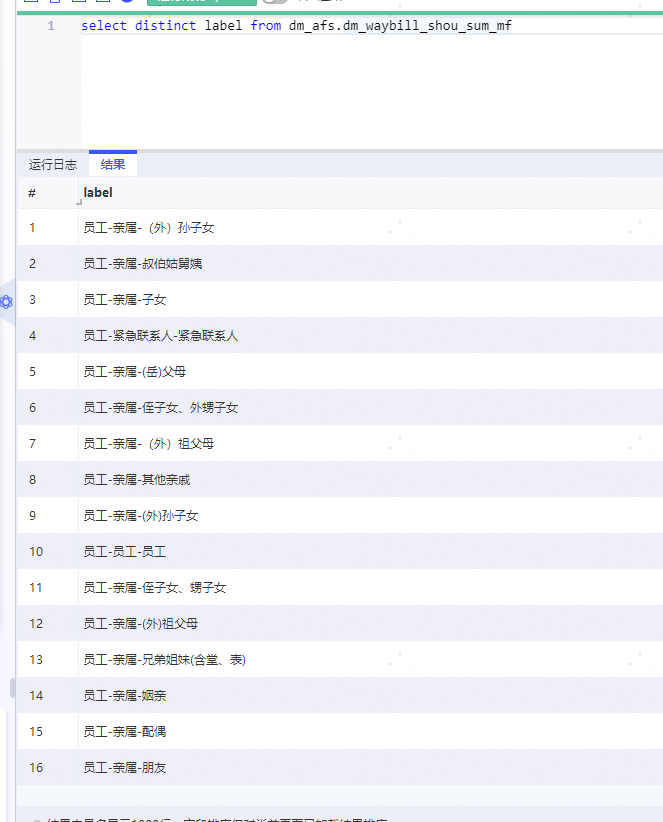 1 select distinct label from dm_afs.dm_waybill_shou_sum_mf
运行日志 结果
# label
1 员工-亲属-（外）孙子女
2 员工-亲属-叔伯姑舅姨
3 员工-亲属-子女
4 员工-紧急联系人-紧急联系人
5 员工-亲属-(岳)父母
6 员工-亲属-侄子女、外甥子女
7 员工-亲属-（外）祖父母
8 员工-亲属-其他亲戚
9 员工-亲属-(外)孙子女
10 员工-员工-员工
11 员工-亲属-侄子女、甥子女
12 员工-亲属-(外)祖父母
13 员工-亲属-兄弟姐妹(含堂、表)
14 员工-亲属-姻亲
15 员工-亲属-配偶
16 员工-亲属-朋友